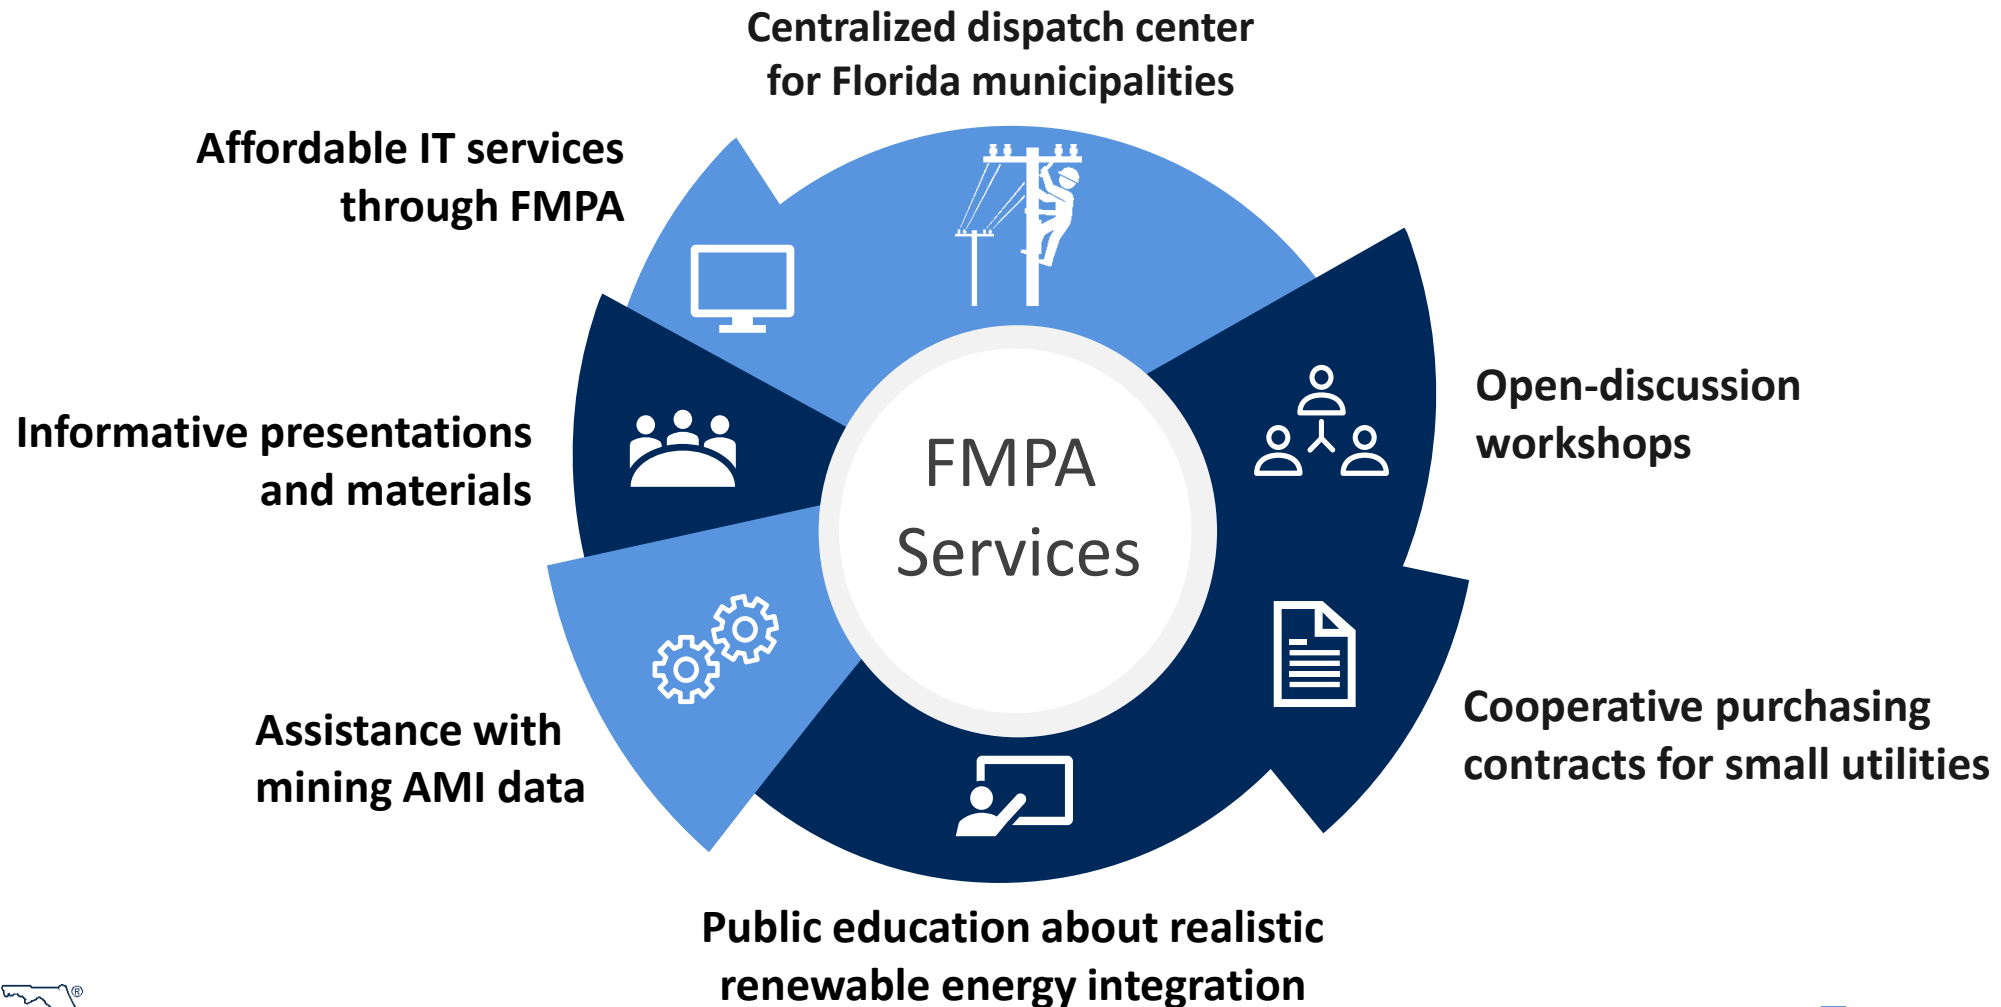 Centralized dispatch center
for Florida municipalities
Affordable IT services
through FMPA
Informative presentations
and materials
Assistance with
mining AMI data
FMPA
Services
Open-discussion
workshops
Cooperative purchasing
contracts for small utilities
Public education about realistic
renewable energy integration
®